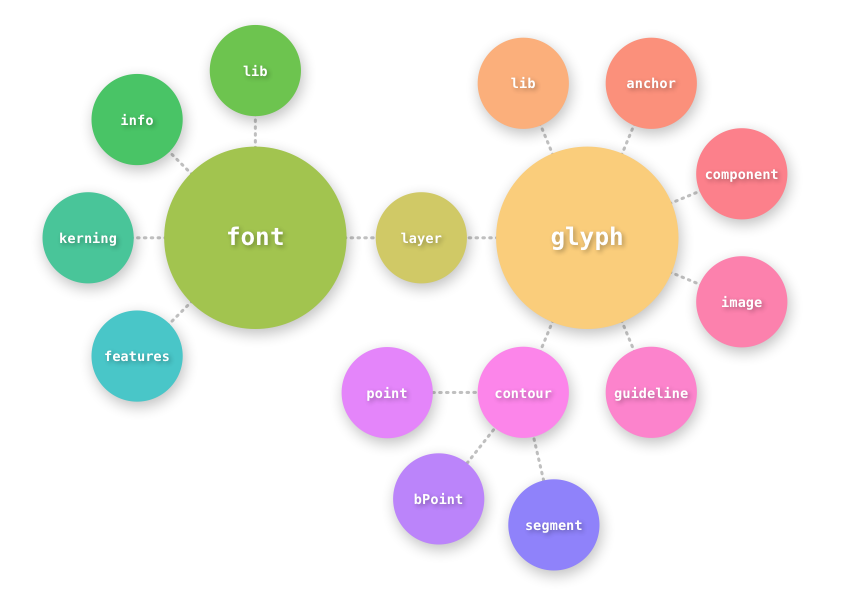 lib
info
kerning
font
features
layer
lib
anchor
component
glyph
image
guideline
contour
point
bPoint
segment